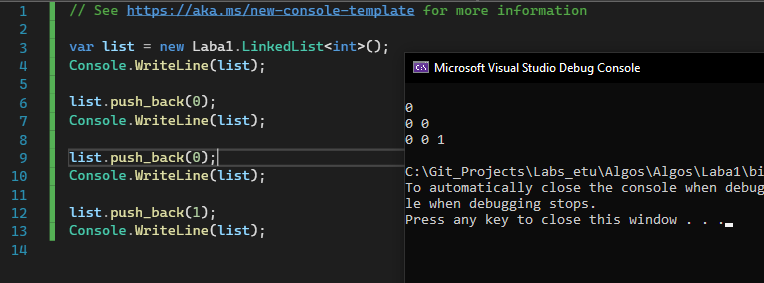 1 // See https://aka.ms/new-console-template for more information
2
3 var list = new Laba1.LinkedList<int>();
4 Console.WriteLine(list);
5
6 list.push_back(0);
7 Console.WriteLine(list);
8
9 list.push_back(0);
10 Console.WriteLine(list);
11
12 list.push_back(1);
13 Console.WriteLine(list);
14
Microsoft Visual Studio Debug Console
0
0 0
0 0 1
C:\Git_Projects\Labs_etu\Algos\Algos\Laba1\bi
To automatically close the console when debug
le when debugging stops.
Press any key to close this window . . .